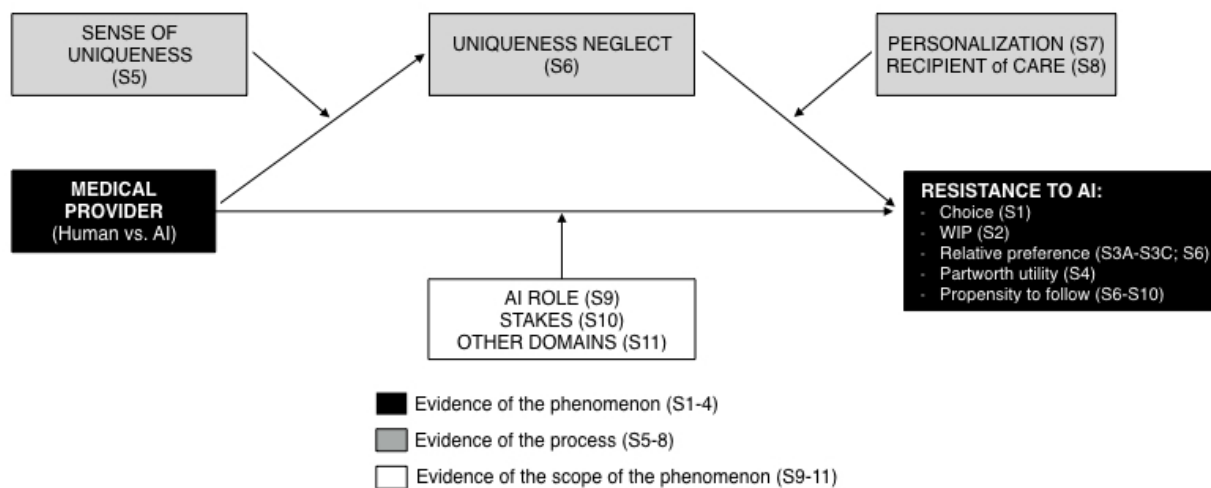 SENSE OF
UNIQUENESS
(S5)
UNIQUENESS NEGLECT
(S6)
PERSONALIZATION (S7)
RECIPIENT of CARE (S8)
MEDICAL
PROVIDER
(Human vs. AI)
RESISTANCE TO AI:
- Choice (S1)
- WIP (S2)
- Relative preference (S3A-S3C; S6)
- Partworth utility (S4)
- Propensity to follow (S6-S10)
AI ROLE (S9)
STAKES (S10)
OTHER DOMAINS (S11)
Evidence of the phenomenon (S1-4)
Evidence of the process (S5-8)
Evidence of the scope of the phenomenon (S9-11)